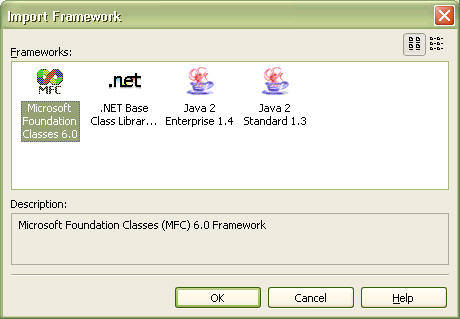 Import Framework
Frameworks:
MFC
.net
Microsoft
Foundation
Classes 6.0
.NET Base
Class Librar...
Java 2
Enterprise 1.4
Java 2
Standard 1.3
Description:
Microsoft Foundation Classes (MFC) 6.0 Framework
OK
Cancel
Help